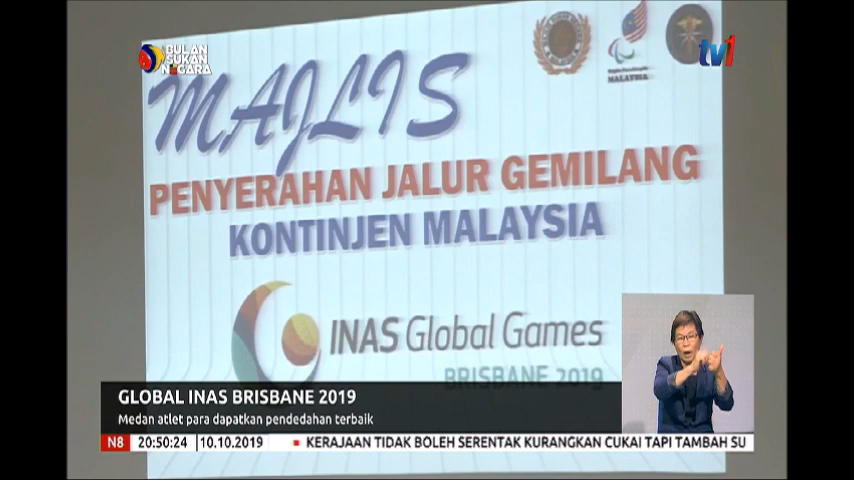 BULAN
SUKAN
NEGARA
tv1
MALAYSIA
MAJLIS
PENYERAHAN JALUR GEMILANG
KONTINJEN MALAYSIA
INAS Global Games
BRISBANE 2019
GLOBAL INAS BRISBANE 2019
Medan atlet para dapatkan pendedahan terbaik
N8 20:50:24 10.10.2019 KERAJAAN TIDAK BOLEH SERENTAK KURANGKAN CUKAI TAPI TAMBAH SU